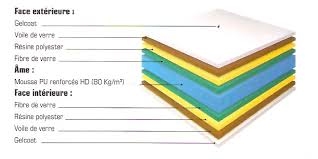 Face extérieure :
Gelcoat
Voile de verre
Résine polyester
Fibre de verre
Âme :
Mousse PU renforcée HD (80 Kg/m³)
Face intérieure :
Fibre de verre
Résine polyester
Voile de verre
Gelcoat